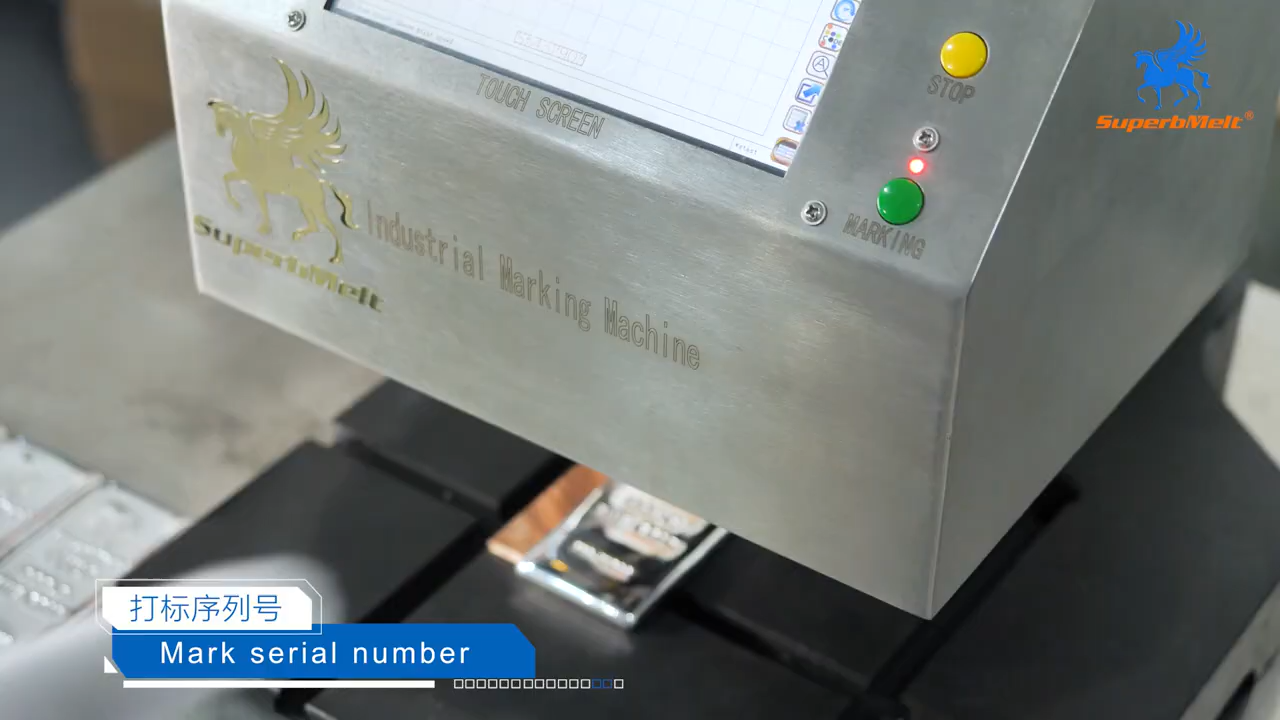 STOP
SuperbMelt®
TOUCH SCREEN
MARKING
SuperbMelt
Industrial Marking Machine
打标序列号
Mark serial number